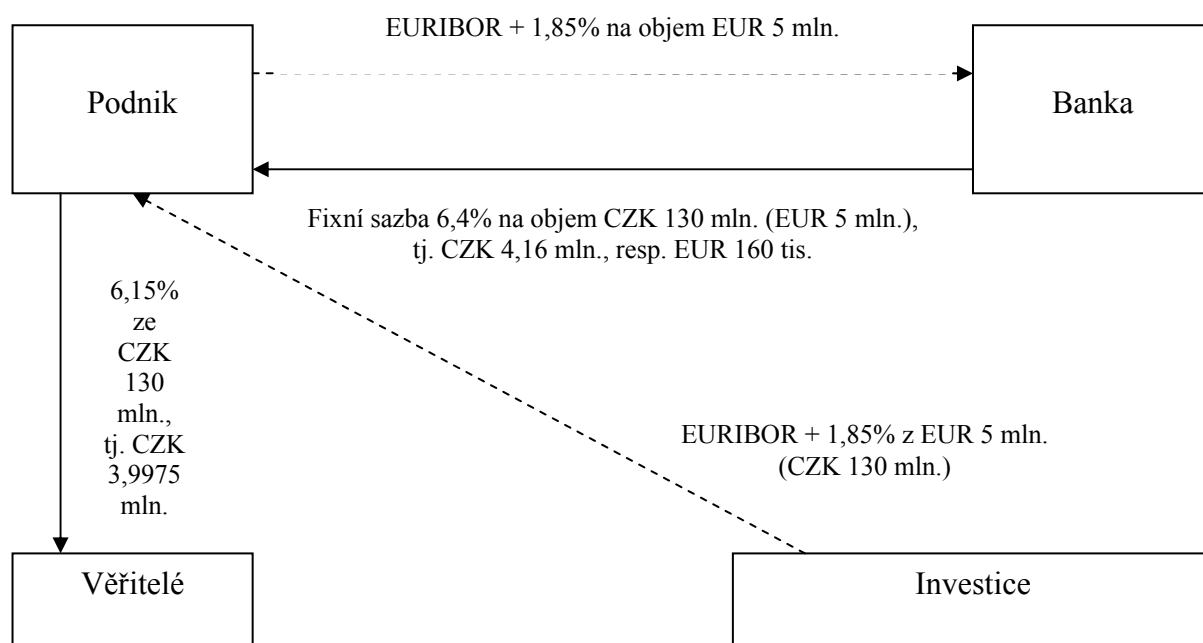 EURIBOR + 1,85% na objem EUR 5 mln.
Podnik
Banka
Fixní sazba 6,4% na objem CZK 130 mln. (EUR 5 mln.),
tj. CZK 4,16 mln., resp. EUR 160 tis.
6,15%
ze
CZK
130
mln.,
tj. CZK
3,9975
mln.
EURIBOR + 1,85% z EUR 5 mln.
(CZK 130 mln.)
Věřitelé
Investice